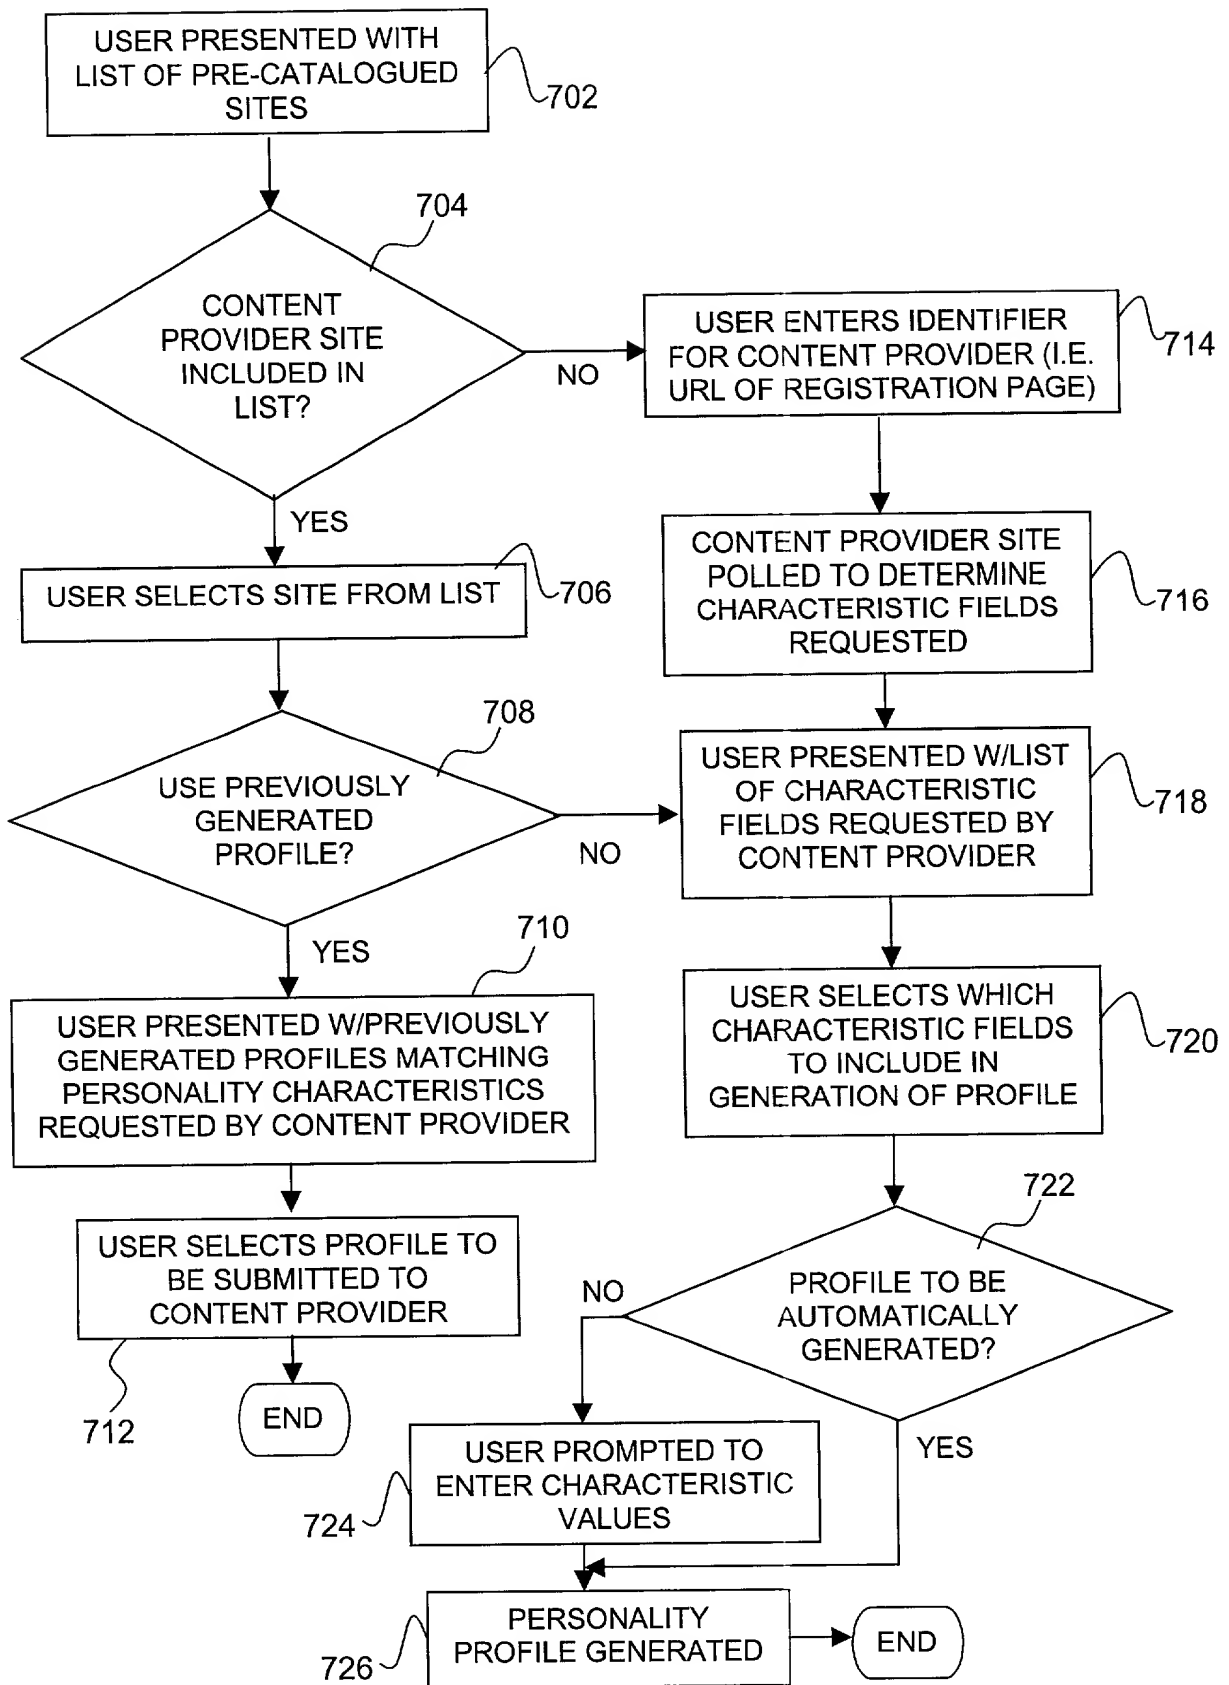 USER PRESENTED WITH
LIST OF PRE-CATALOGUED
SITES
702
704
CONTENT
PROVIDER SITE
INCLUDED IN
LIST?
NO
YES
USER ENTERS IDENTIFIER
FOR CONTENT PROVIDER (I.E.
URL OF REGISTRATION PAGE)
714
USER SELECTS SITE FROM LIST
706
CONTENT PROVIDER SITE
POLLED TO DETERMINE
CHARACTERISTIC FIELDS
REQUESTED
716
708
USE PREVIOUSLY
GENERATED
PROFILE?
NO
YES
USER PRESENTED W/LIST
OF CHARACTERISTIC
FIELDS REQUESTED BY
CONTENT PROVIDER
718
710
USER PRESENTED W/PREVIOUSLY
GENERATED PROFILES MATCHING
PERSONALITY CHARACTERISTICS
REQUESTED BY CONTENT PROVIDER
USER SELECTS WHICH
CHARACTERISTIC FIELDS
TO INCLUDE IN
GENERATION OF PROFILE
720
USER SELECTS PROFILE TO
BE SUBMITTED TO
CONTENT PROVIDER
712
END
722
PROFILE TO BE
AUTOMATICALLY
GENERATED?
NO
YES
USER PROMPTED TO
ENTER CHARACTERISTIC
VALUES
724
PERSONALITY
PROFILE GENERATED
726
END